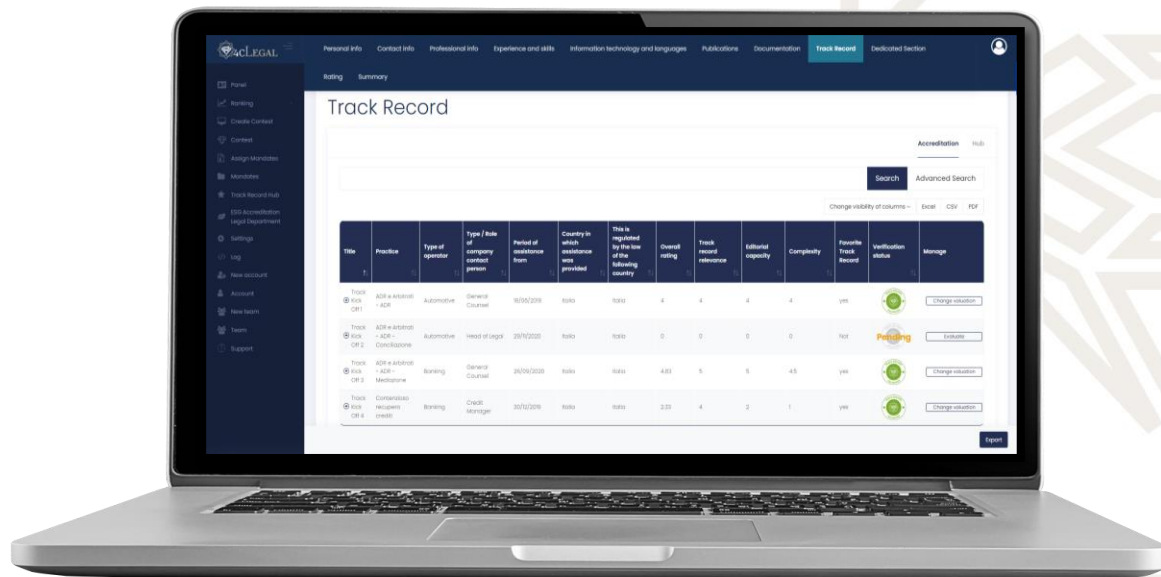 4cLEGAL
Personal info Contact info Professional info Experience and skills Information technology and languages Publications Documentation Track Record Dedicated Section
Rating Summary
Panel
Ranking
Create Contest
Contest
Assign Mandates
Mandates
Track Record Hub
ESG Accreditation
Legal Department
Settings
Log
New account
Account
New team
Team
Support
Track Record
Accreditation Hub
Search Advanced Search
Change visibility of columns Excel CSV PDF
Title
Practice
Type of
operator
Type / Role
of
company
contact
person
Period of
assistance
from
Country in
which
assistance
was
provided
This is
regulated
by the law
of the
following
country
Overall
rating
Track
record
relevance
Editorial
capacity
Complexity
Favorite
Track
Record
Verification
status
Manage
Track
Kick
Off 1
ADR e Arbitrati
- ADR
Automotive
General
Counsel
19/05/2019
Italia
Italia
4
4
4
4
yes
Change valuation
Track
Kick
Off 2
ADR e Arbitrati
- ADR -
Conciliazione
Automotive
Head of Legal
29/11/2020
Italia
Italia
0
0
0
0
Not
Pending
Evaluate
Track
Kick
Off 3
ADR e Arbitrati
- ADR -
Mediazione
Banking
General
Counsel
26/09/2020
Italia
Italia
4.83
5
5
4.5
yes
Change valuation
Track
Kick
Off 4
Contenzioso
recupero
crediti
Banking
Credit
Manager
30/12/2019
Italia
Italia
2.33
4
2
1
yes
Change valuation
Export